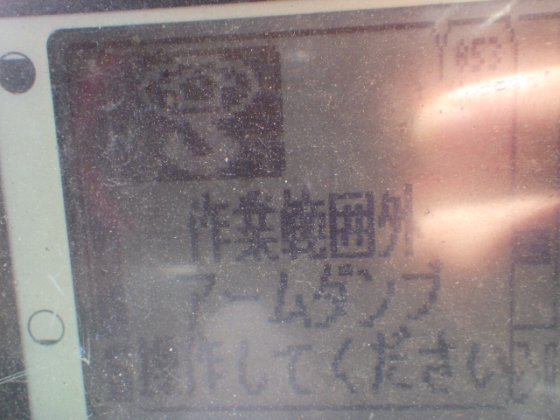 作業範囲外
アームダンプ
操作してください